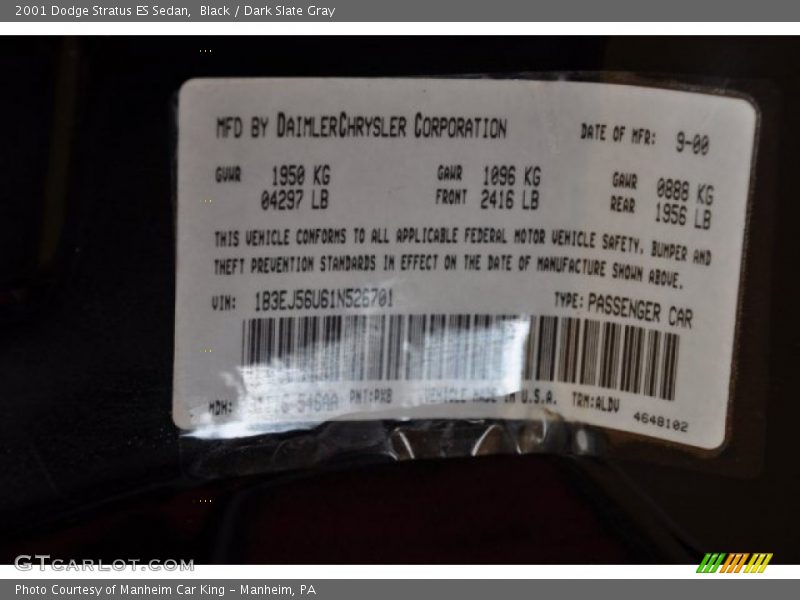 2001 Dodge Stratus ES Sedan, Black / Dark Slate Gray
MFD BY DAIMLERCHRYSLER CORPORATION DATE OF MFR: 9-00
GVWR 1950 KG GAWR 1096 KG GAWR 0888 KG
04297 LB FRONT 2416 LB REAR 1956 LB
THIS VEHICLE CONFORMS TO ALL APPLICABLE FEDERAL MOTOR VEHICLE SAFETY, BUMPER AND
THEFT PREVENTION STANDARDS IN EFFECT ON THE DATE OF MANUFACTURE SHOWN ABOVE.
VIN: 1B3EJ56U61N526701 TYPE: PASSENGER CAR
MDH: PNT:PXB VEHICLE MADE IN U.S.A. TRM:ALDV
4648102
GTCARLOT.COM
Photo Courtesy of Manheim Car King - Manheim, PA